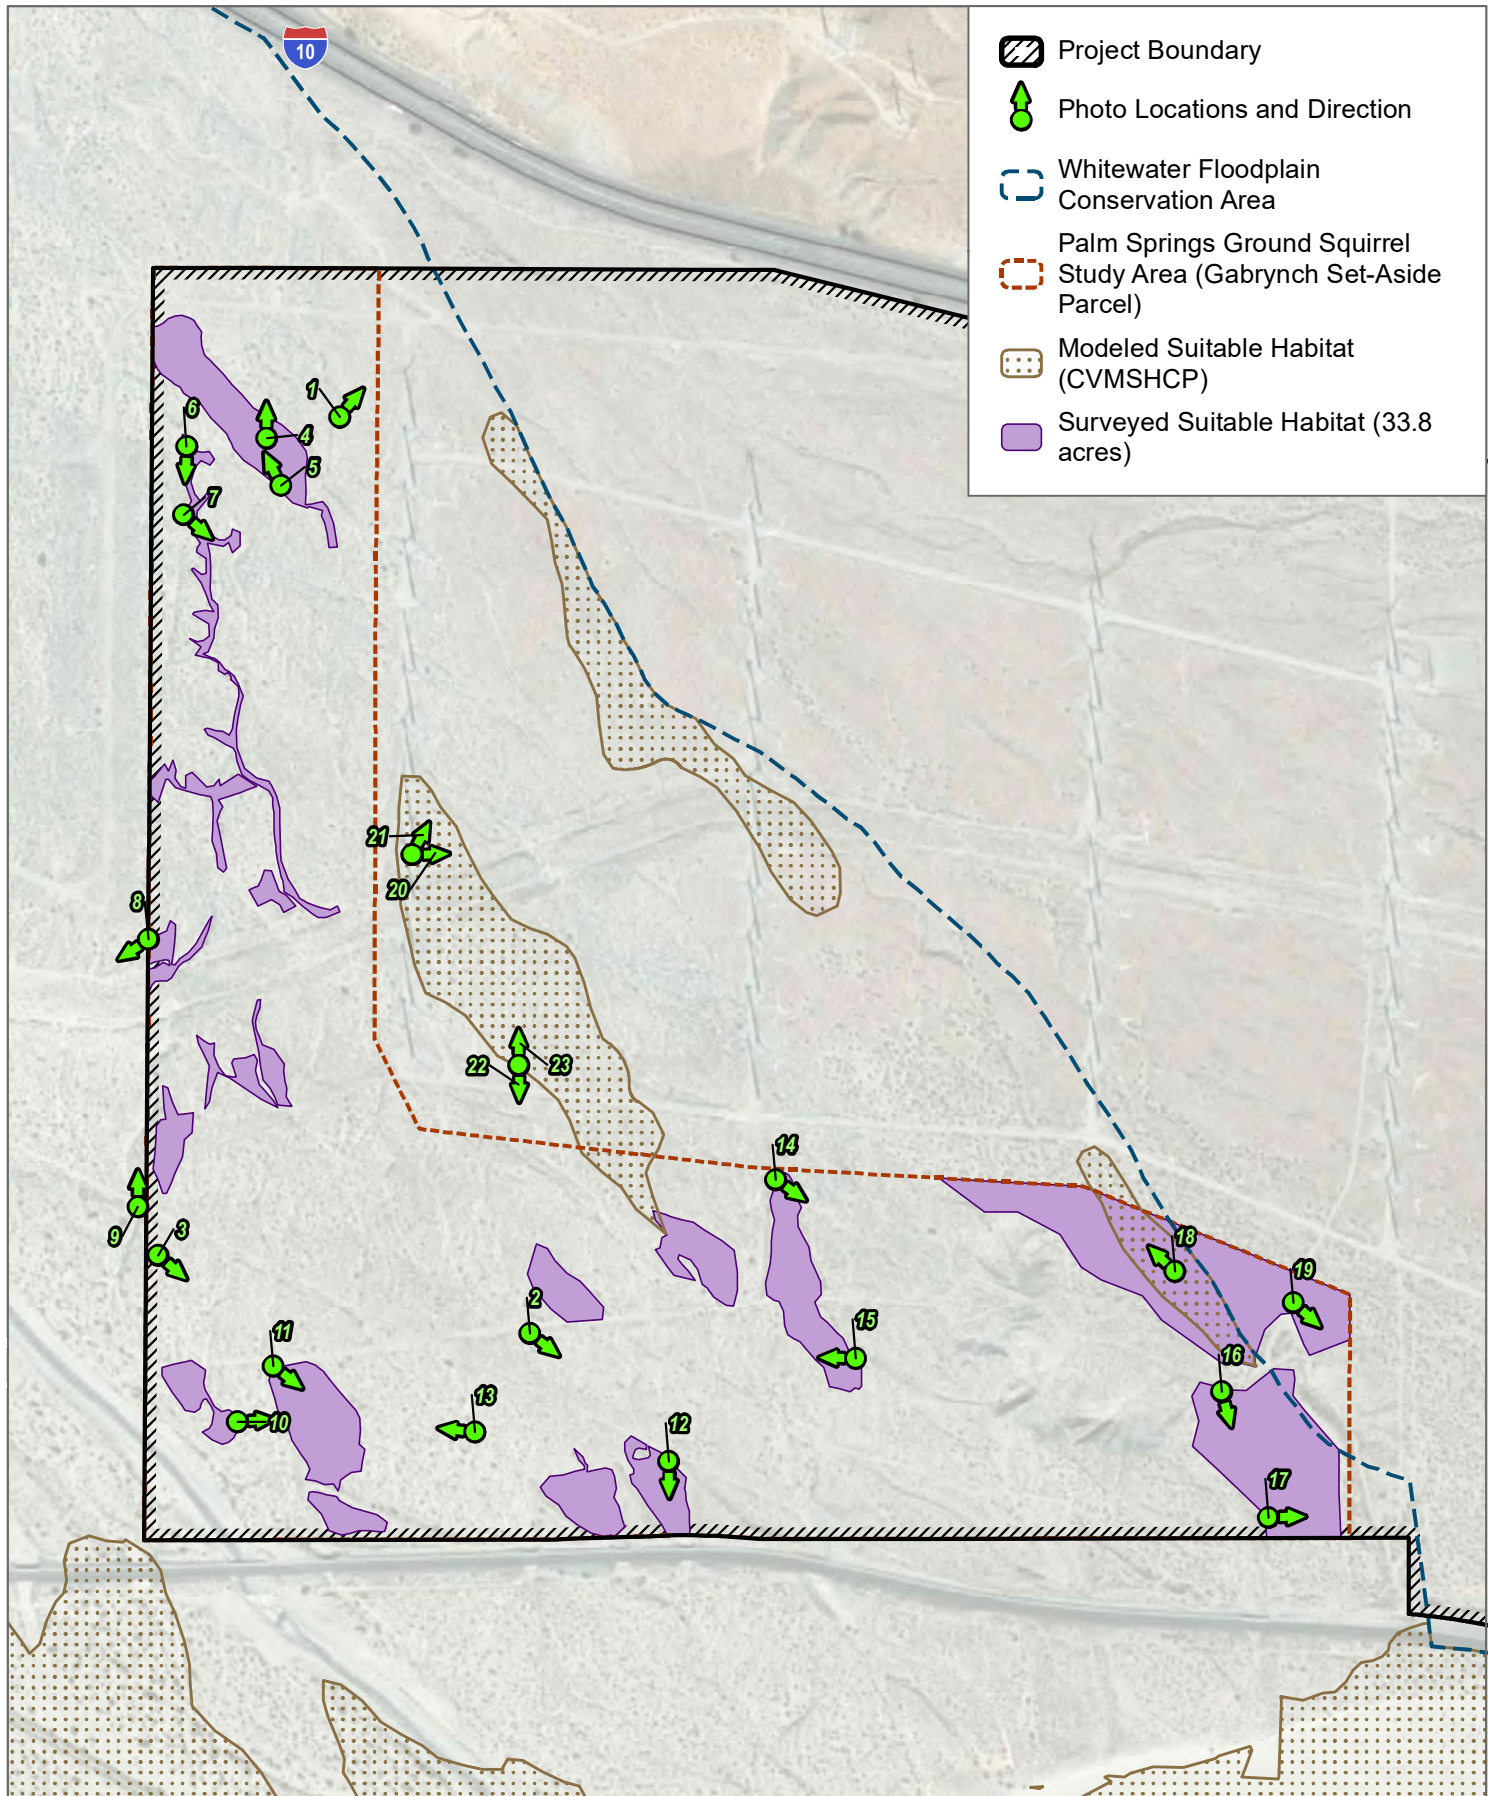 10
Project Boundary
Photo Locations and Direction
Whitewater Floodplain
Conservation Area
Palm Springs Ground Squirrel
Study Area (Gabrynch Set-Aside
Parcel)
Modeled Suitable Habitat
(CVMSHCP)
Surveyed Suitable Habitat (33.8
acres)
1
6
4
5
7
21
20
8
22
23
14
9
3
18
19
2
15
11
16
13
10
12
17